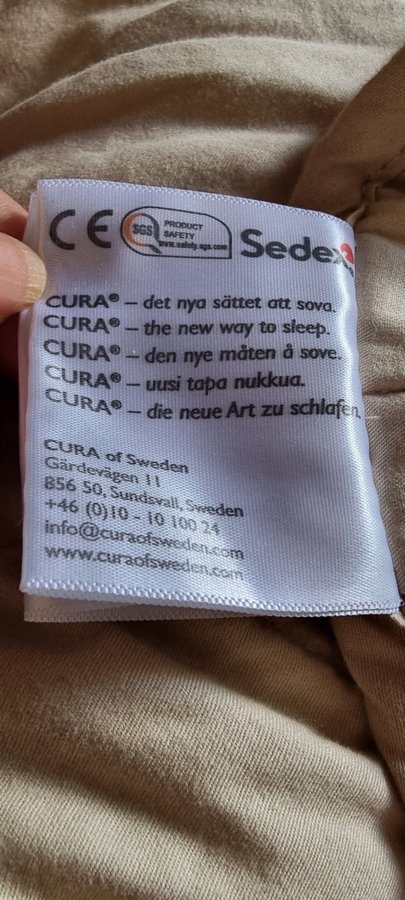 CE SGS PRODUCT
SAFETY
www.safety.sgs.com
Sedex
CURA® – det nya sättet att sova.
CURA® – the new way to sleep.
CURA® – den nye måten å sove.
CURA® – uusi tapa nukkua.
CURA® – die neue Art zu schlafen.
CURA of Sweden
Gärdevägen 11
856 50, Sundsvall, Sweden
+46 (0)10 - 10 100 24
info@curaofsweden.com
www.curaofsweden.com